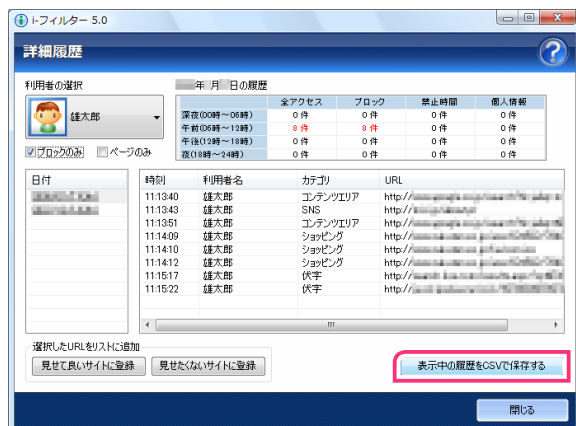 i-フィルター 5.0
詳細履歴
利用者の選択
年 月 日の履歴
雄太郎
ブロックのみ ページのみ
全アクセス ブロック 禁止時間 個人情報
深夜(00時～06時) 0件 0件 0件 0件
午前(06時～12時) 8件 8件 0件 0件
午後(12時～18時) 0件 0件 0件 0件
夜(18時～24時) 0件 0件 0件 0件
日付
時刻 利用者名 カテゴリ URL
11:13:40 雄太郎 コンテンツエリア http://
11:13:43 雄太郎 SNS http://
11:13:51 雄太郎 コンテンツエリア http://
11:14:09 雄太郎 ショッピング http://
11:14:10 雄太郎 ショッピング http://
11:14:12 雄太郎 ショッピング http://
11:15:17 雄太郎 伏字 http://
11:15:22 雄太郎 伏字 http://
選択したURLをリストに追加
見せて良いサイトに登録 見せたくないサイトに登録
表示中の履歴をCSVで保存する
閉じる